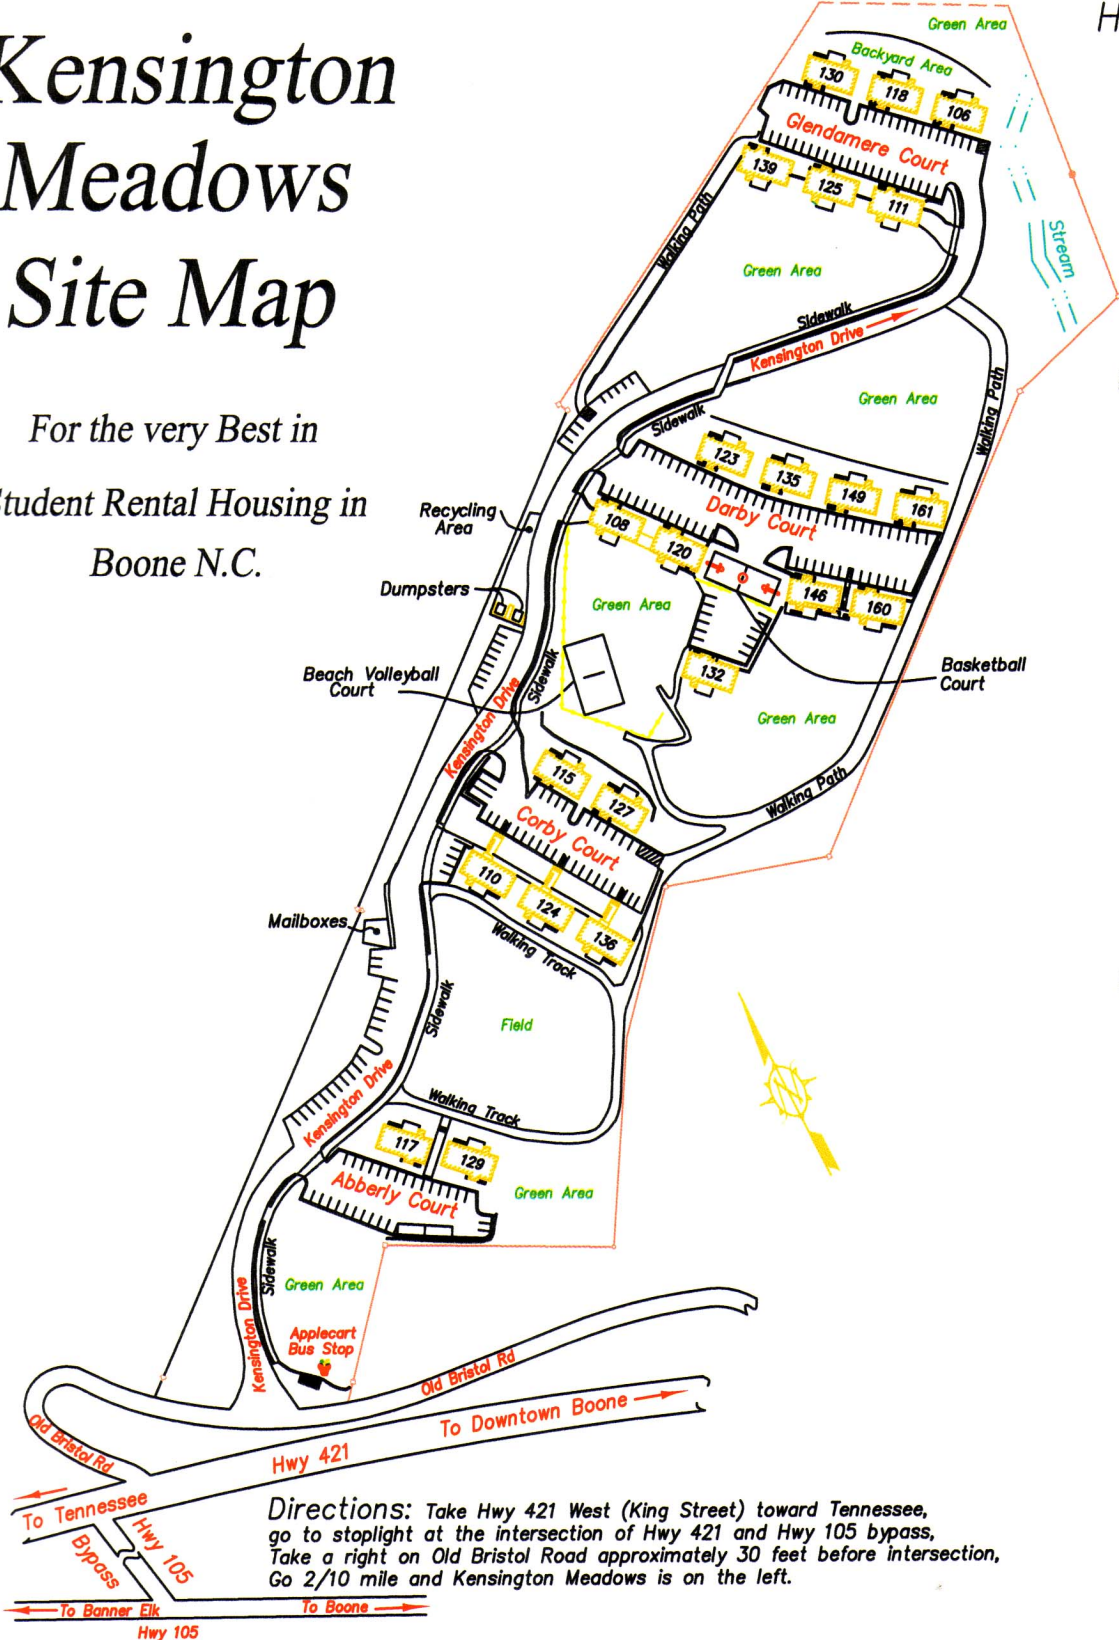 Kensington
Meadows
Site Map
For the very Best in
Student Rental Housing in
Boone N.C.
H
Green Area
Backyard Area
130
118
106
Glendamere Court
139
125
111
Walking Path
Stream
Green Area
Sidewalk
Kensington Drive
Green Area
Walking Path
Sidewalk
123
135
149
161
Darby Court
108
120
146
160
Recycling
Area
Dumpsters
Green Area
132
Beach Volleyball
Court
Sidewalk
Kensington Drive
Basketball
Court
Green Area
Walking Path
115
127
Corby Court
110
124
136
Mailboxes
Walking Track
Sidewalk
Field
Kensington Drive
Walking Track
117
129
Abberly Court
Green Area
Sidewalk
Kensington Drive
Green Area
Applecart
Bus Stop
Old Bristol Rd
Old Bristol Rd
To Downtown Boone
Hwy 421
To Tennessee
Hwy 105
Bypass
To Banner Elk
To Boone
Hwy 105
Directions: Take Hwy 421 West (King Street) toward Tennessee,
go to stoplight at the intersection of Hwy 421 and Hwy 105 bypass,
Take a right on Old Bristol Road approximately 30 feet before intersection,
Go 2/10 mile and Kensington Meadows is on the left.